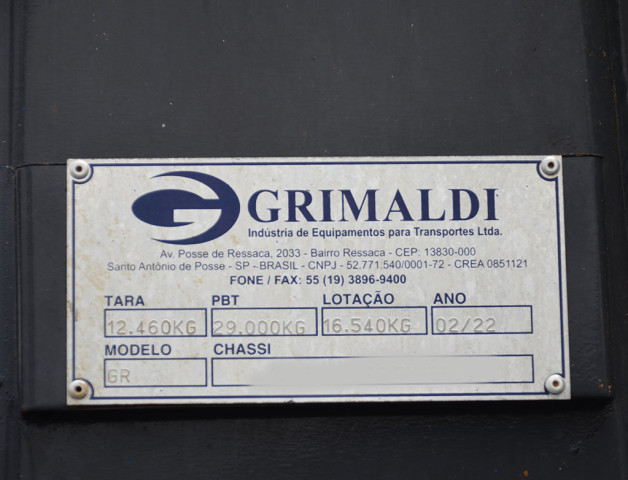 GRIMALDI
Indústria de Equipamentos para Transportes Ltda.
Av. Posse de Ressaca, 2033 - Bairro Ressaca - CEP: 13830-000
Santo Antônio de Posse - SP - BRASIL - CNPJ - 52.771.540/0001-72 - CREA 0851121
FONE / FAX: 55 (19) 3896-9400
TARA PBT LOTAÇÃO ANO
12.460KG 29.000KG 16.540KG 02/22
MODELO CHASSI
GR